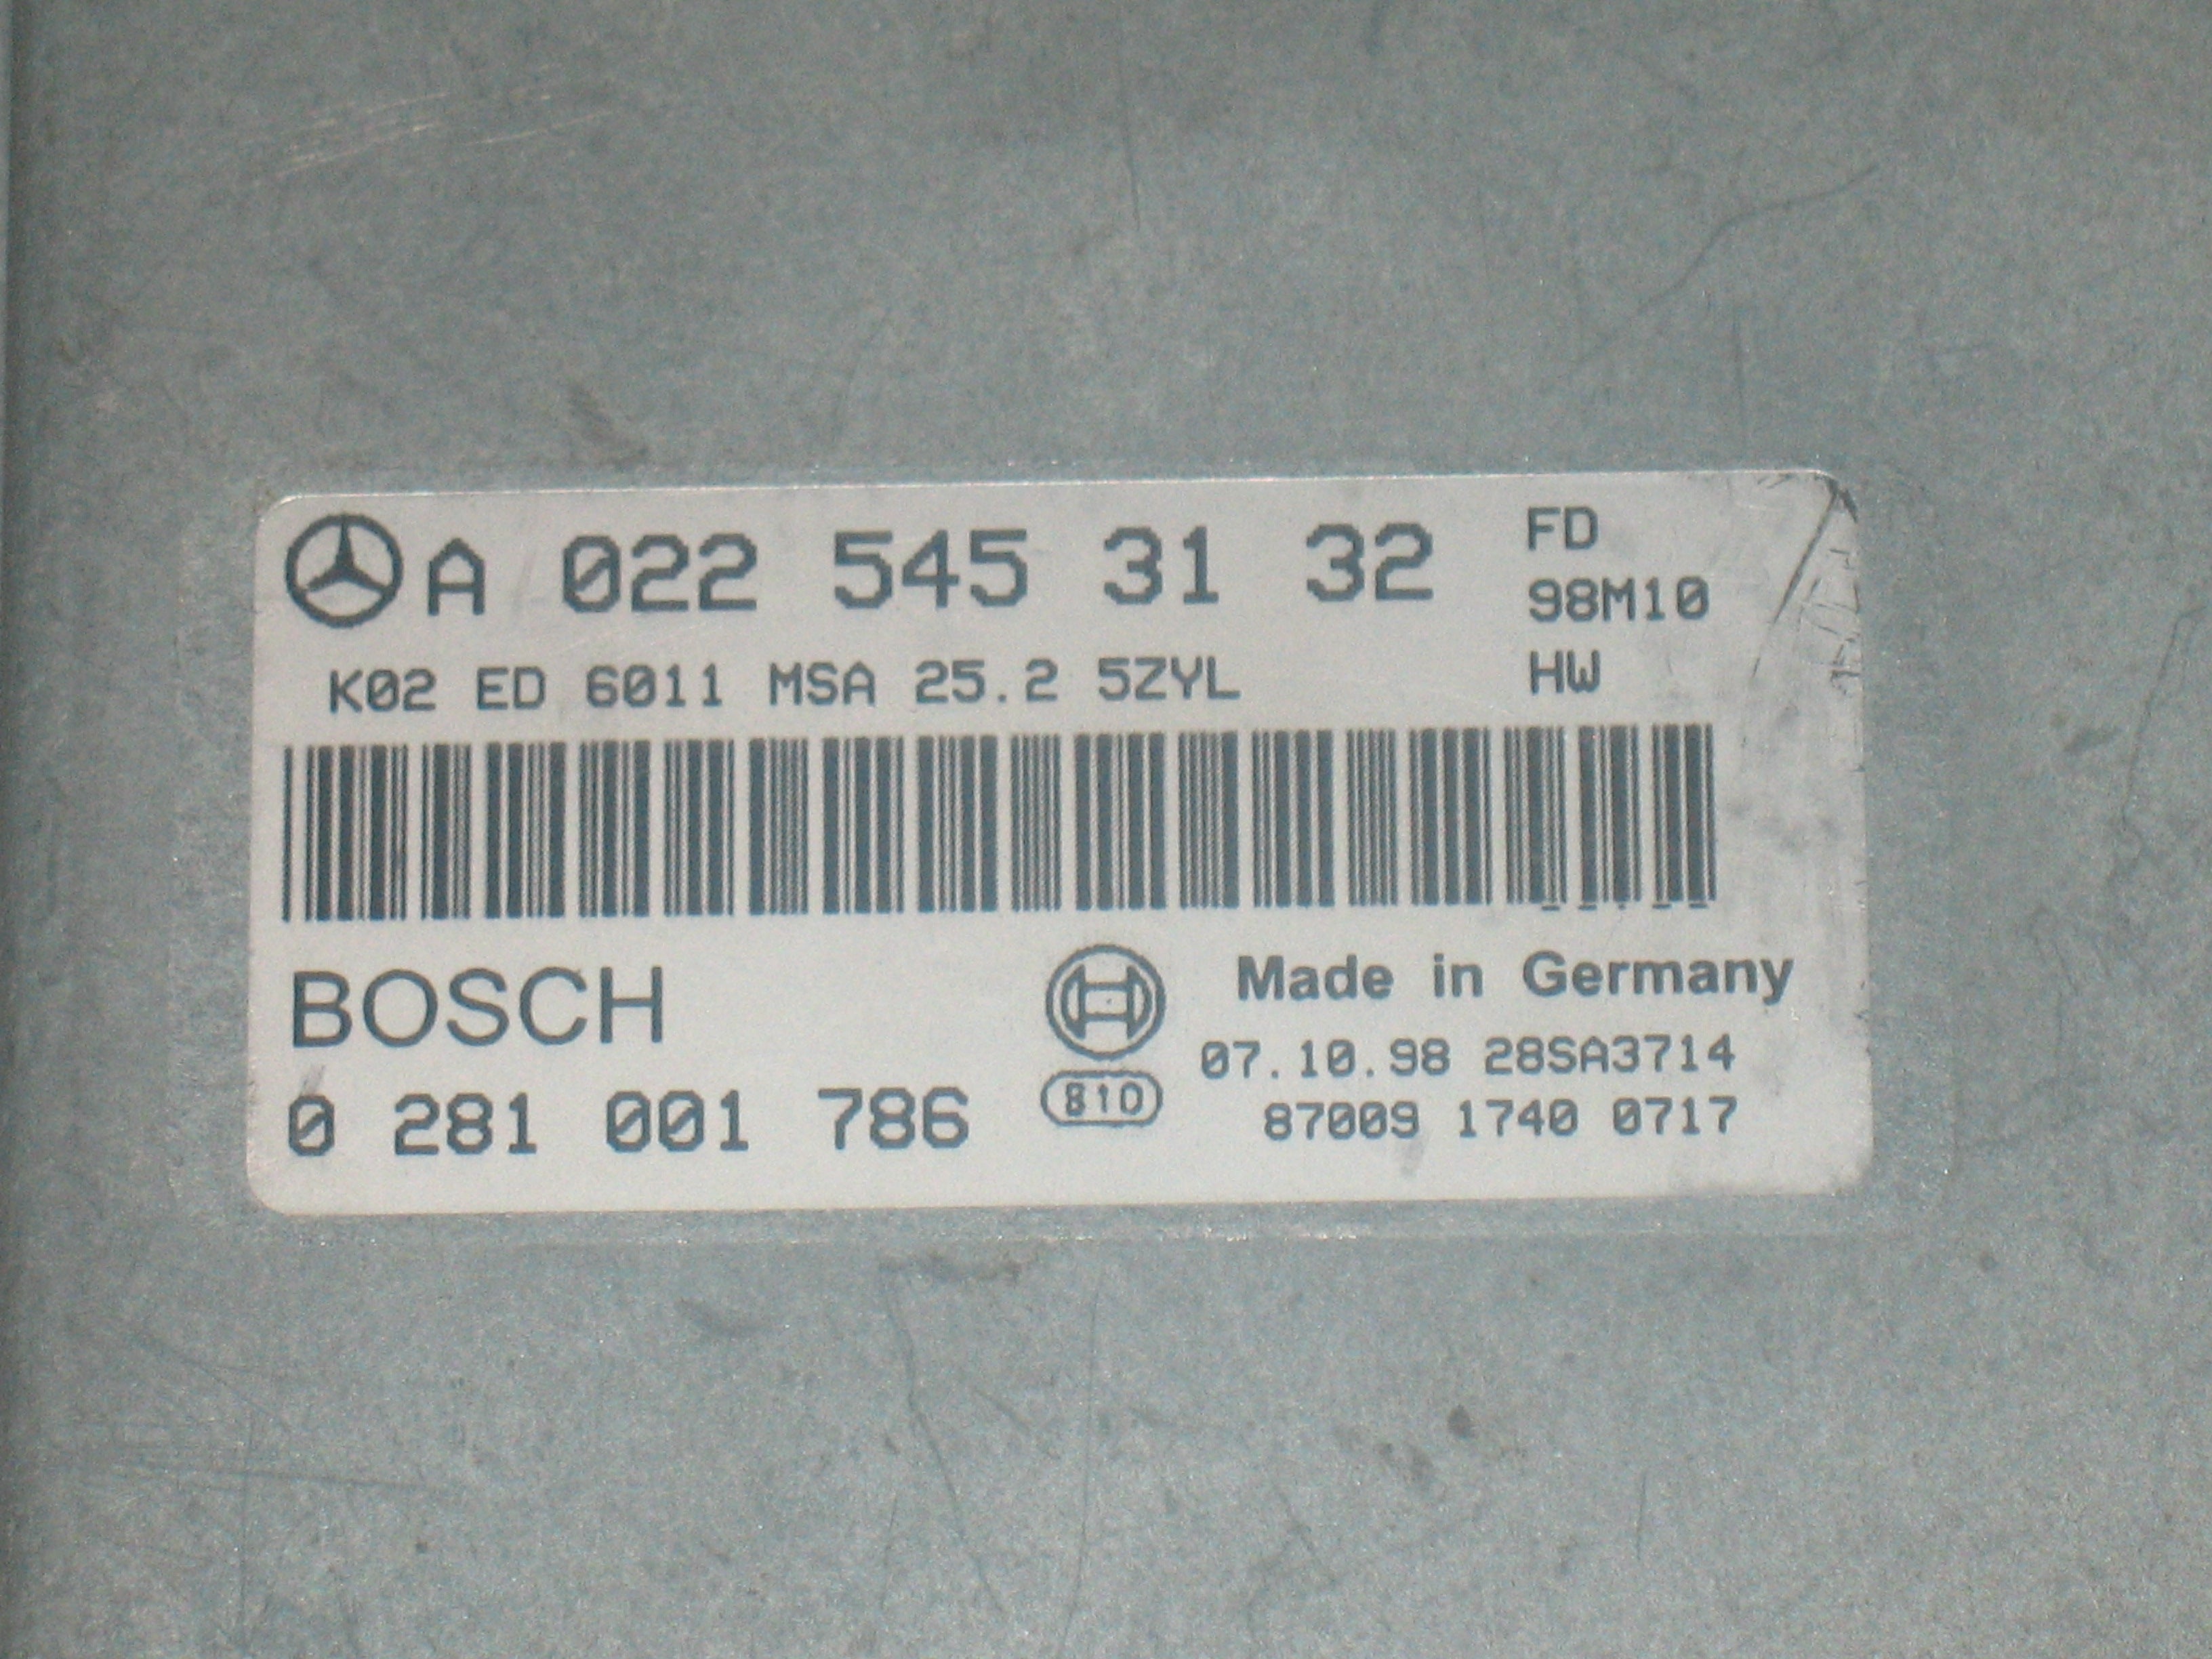 A 022 545 31 32 FD
98M10
K02 ED 6011 MSA 25.2 5ZYL HW
BOSCH Made in Germany
07.10.98 28SA3714
0 281 001 786 B10 87009 1740 0717